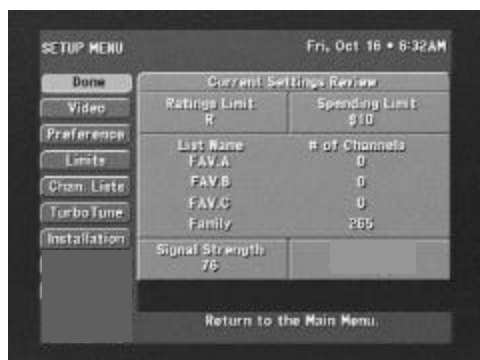 SETUP MENU
Fri, Oct 16 • 6:32AM
Done
Video
Preference
Limits
Chan. Lists
TurboTune
Installation
Current Settings Review
Ratings Limit
R
Spending Limit
$10
List Name # of Channels
FAV.A 0
FAV.B 0
FAV.C 0
Family 265
Signal Strength
76
Return to the Main Menu.